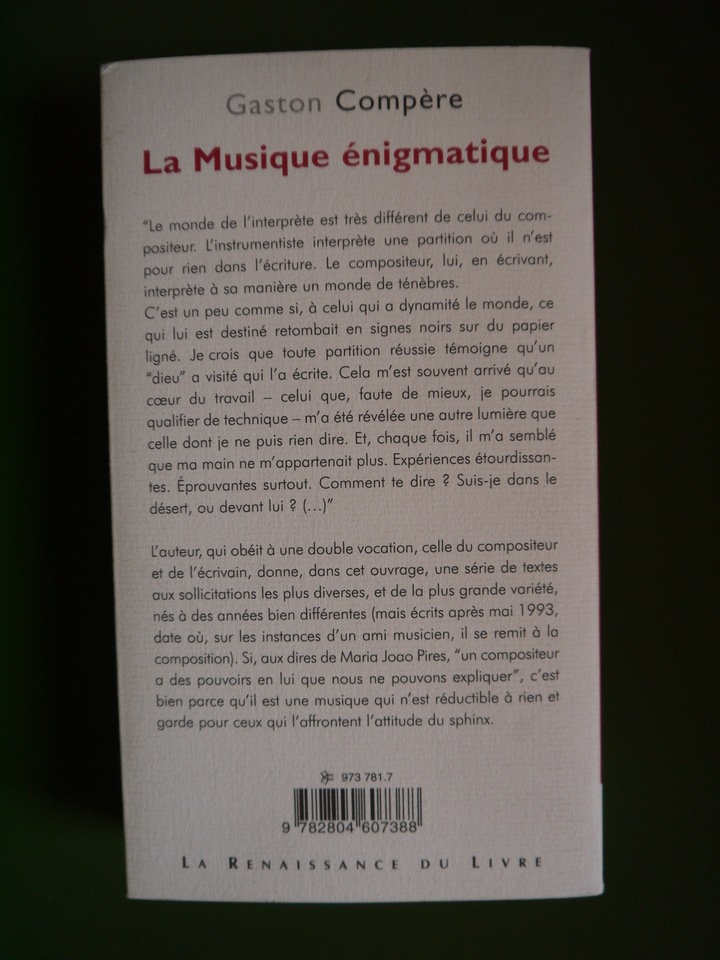 Gaston Compère
La Musique énigmatique
“Le monde de l’interprète est très différent de celui du com-
positeur. L’instrumentiste interprète une partition où il n’est
pour rien dans l’écriture. Le compositeur, lui, en écrivant,
interprète à sa manière un monde de ténèbres.
C’est un peu comme si, à celui qui a dynamité le monde, ce
qui lui est destiné retombait en signes noirs sur du papier
ligné. Je crois que toute partition réussie témoigne qu’un
“dieu” a visité qui l’a écrite. Cela m’est souvent arrivé qu’au
cœur du travail – celui que, faute de mieux, je pourrais
qualifier de technique – m’a été révélée une autre lumière que
celle dont je ne puis rien dire. Et, chaque fois, il m’a semblé
que ma main ne m’appartenait plus. Expériences étourdissan-
tes. Éprouvantes surtout. Comment te dire ? Suis-je dans le
désert, ou devant lui ? (...)”
L’auteur, qui obéit à une double vocation, celle du compositeur
et de l’écrivain, donne, dans cet ouvrage, une série de textes
aux sollicitations les plus diverses, et de la plus grande variété,
nés à des années bien différentes (mais écrits après mai 1993,
date où, sur les instances d’un ami musicien, il se remit à la
composition). Si, aux dires de Maria Joao Pires, “un compositeur
a des pouvoirs en lui que nous ne pouvons expliquer”, c’est
bien parce qu’il est une musique qui n’est réductible à rien et
garde pour ceux qui l’affrontent l’attitude du sphinx.
973 781.7
9 782804 607388
LA RENAISSANCE DU LIVRE